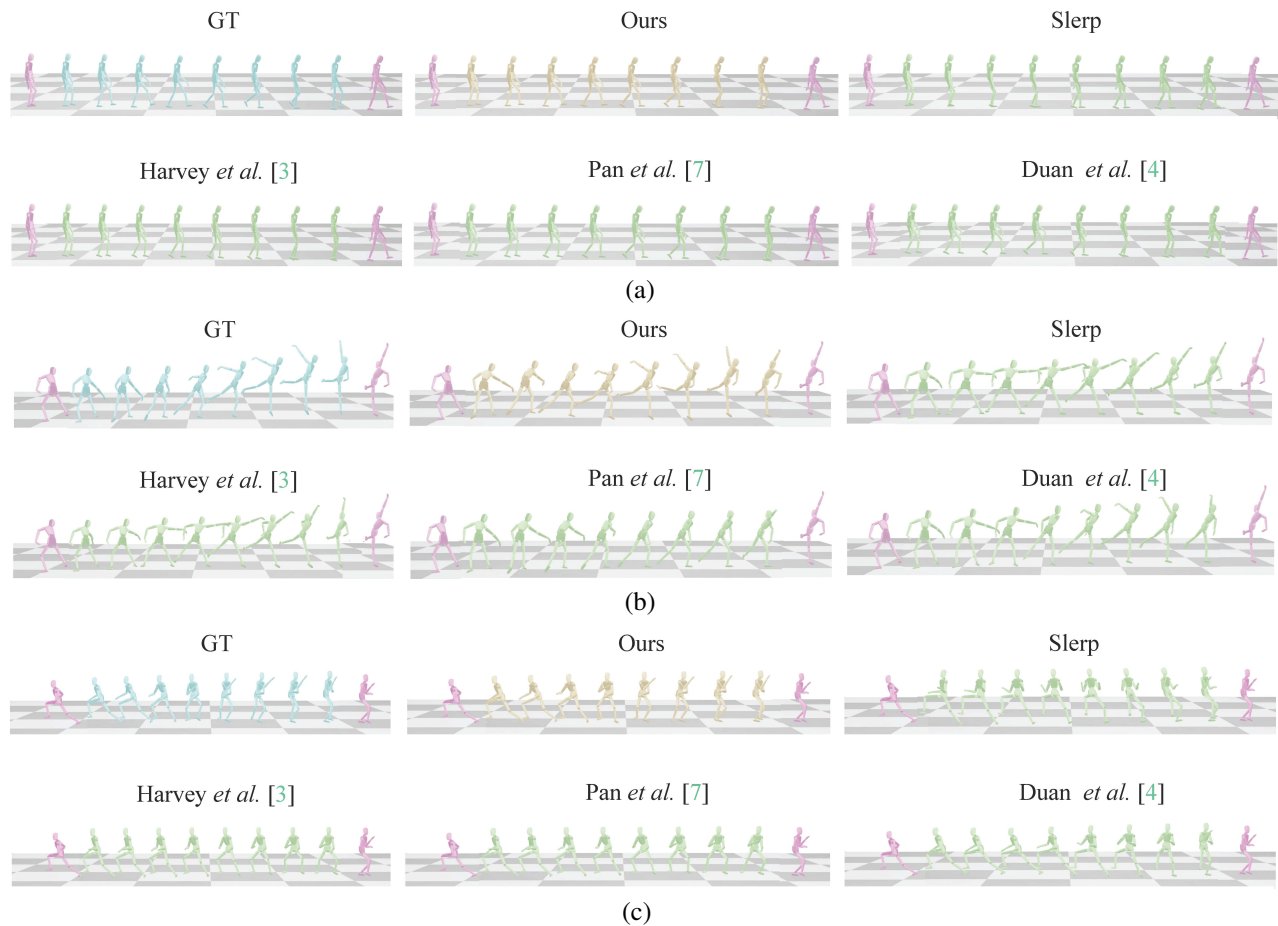 GT Ours Slerp
Harvey et al. [3] Pan et al. [7] Duan et al. [4]
(a)
GT Ours Slerp
Harvey et al. [3] Pan et al. [7] Duan et al. [4]
(b)
GT Ours Slerp
Harvey et al. [3] Pan et al. [7] Duan et al. [4]
(c)